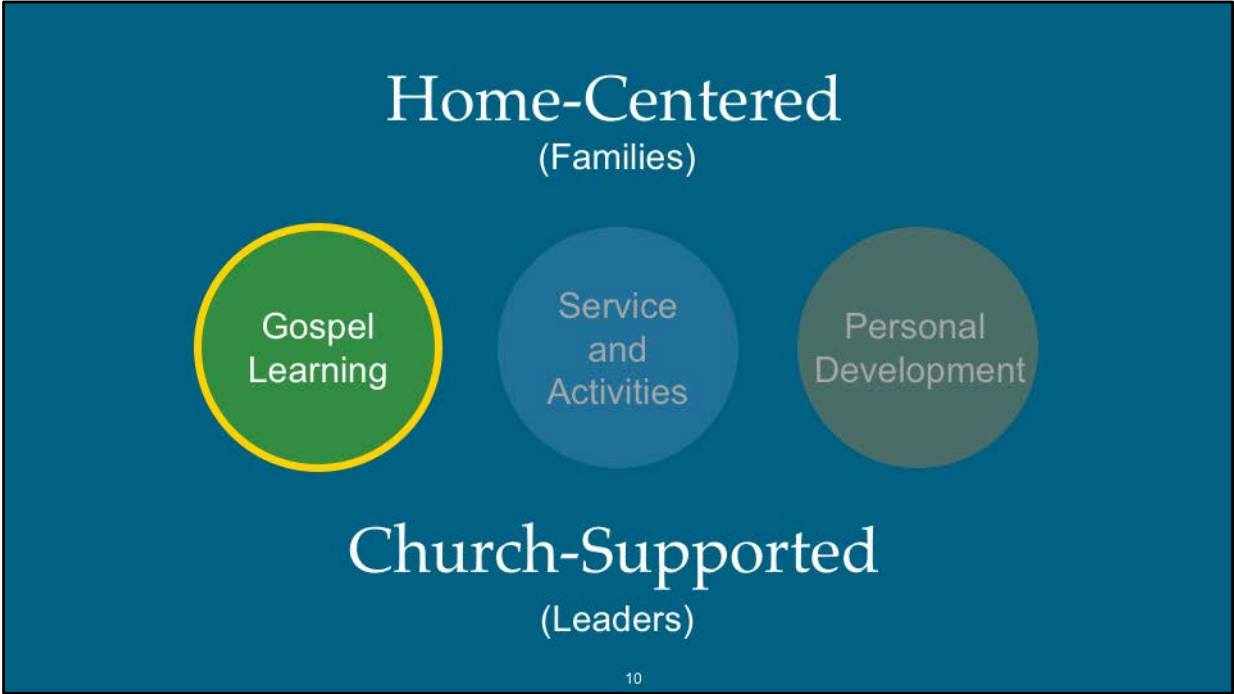 Home-Centered
(Families)
Gospel
Learning
Service
and
Activities
Personal
Development
Church-Supported
(Leaders)
10